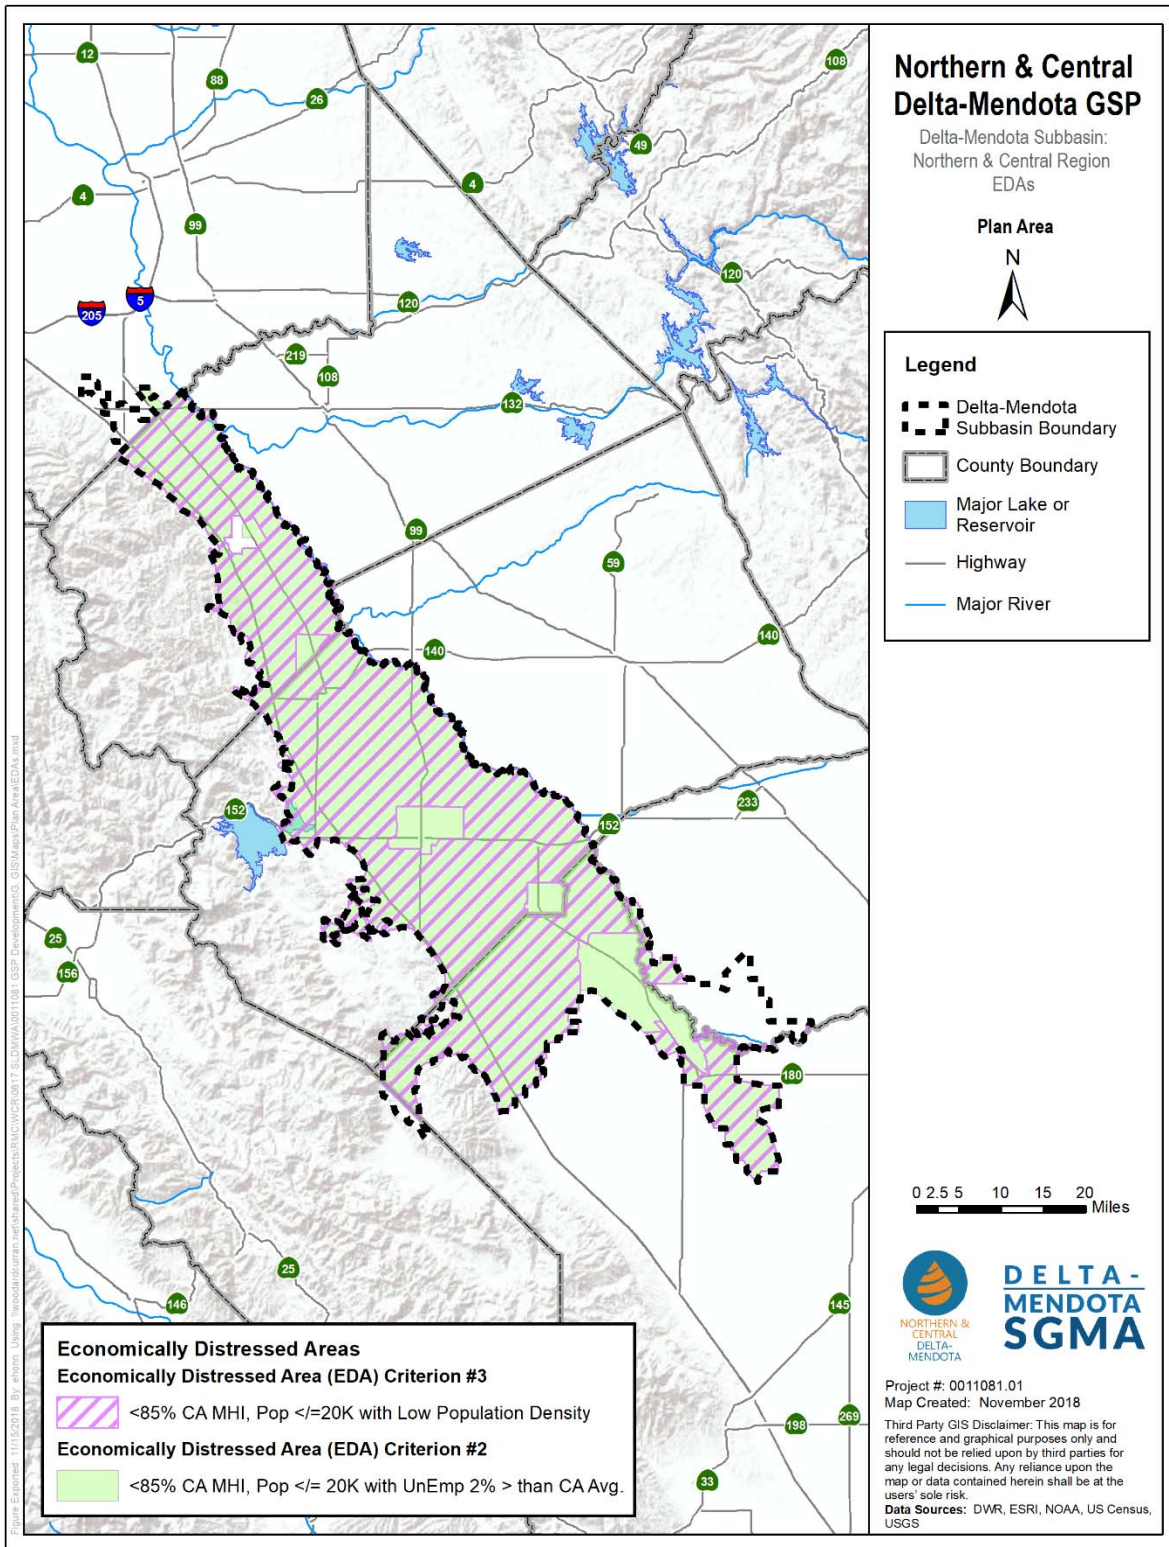 Northern & Central
Delta-Mendota GSP
Delta-Mendota Subbasin:
Northern & Central Region
EDAs
Plan Area
N
Legend
Delta-Mendota
Subbasin Boundary
County Boundary
Major Lake or
Reservoir
Highway
Major River
0 2.5 5 10 15 20
Miles
NORTHERN &
CENTRAL
DELTA-
MENDOTA
DELTA-
MENDOTA
SGMA
Project #: 0011081.01
Map Created: November 2018
Third Party GIS Disclaimer: This map is for
reference and graphical purposes only and
should not be relied upon by third parties for
any legal decisions. Any reliance upon the
map or data contained herein shall be at the
users' sole risk.
Data Sources: DWR, ESRI, NOAA, US Census,
USGS
12
88
26
108
49
4
4
99
120
120
5
205
219
108
132
99
59
140
140
152
152
233
25
156
180
25
146
145
198
269
33
Economically Distressed Areas
Economically Distressed Area (EDA) Criterion #3
<85% CA MHI, Pop </=20K with Low Population Density
Economically Distressed Area (EDA) Criterion #2
<85% CA MHI, Pop </= 20K with UnEmp 2% > than CA Avg.